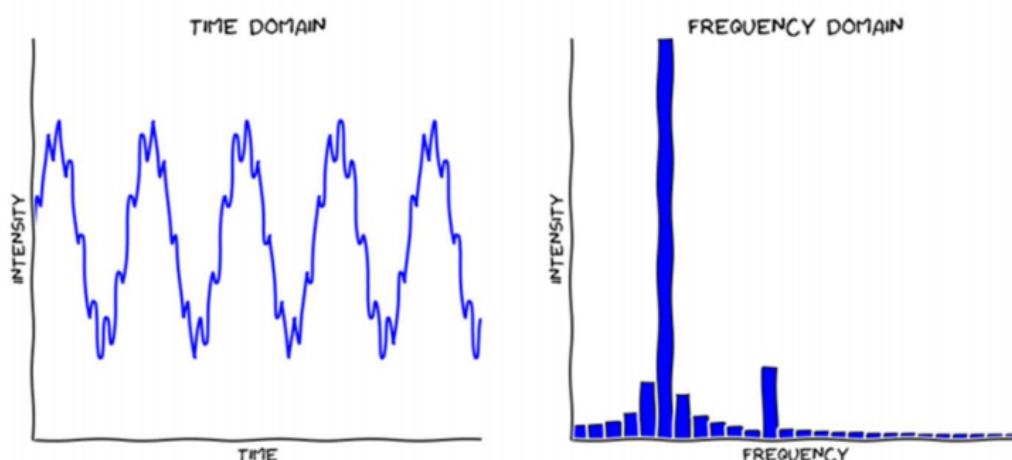 TIME DOMAIN
INTENSITY
TIME
FREQUENCY DOMAIN
INTENSITY
FREQUENCY